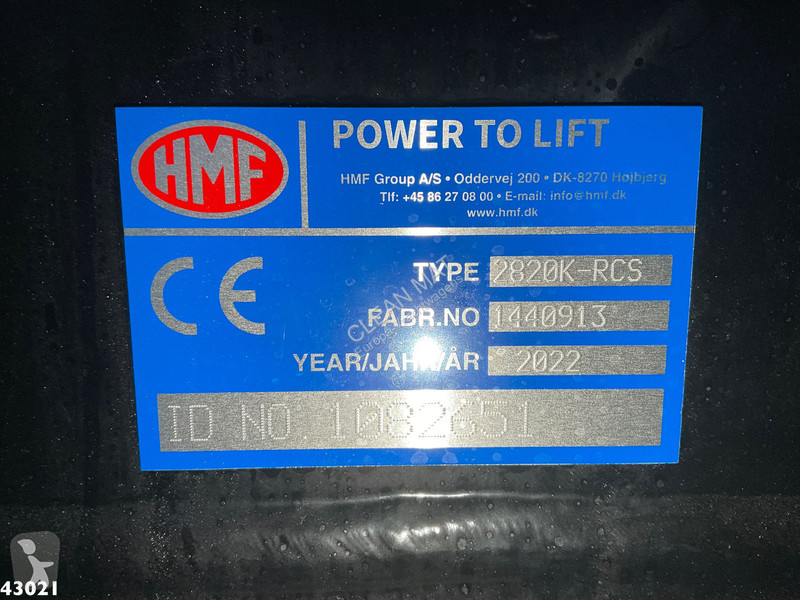 HMF
POWER TO LIFT
HMF Group A/S • Oddervej 200 • DK-8270 Højbjerg
Tlf: +45 86 27 08 00 • E-mail: info@hmf.dk
www.hmf.dk
CE
TYPE 2820K-RCS
FABR.NO 1440913
YEAR/JAHR/ÅR 2022
ID NO. 1082651
CLEAN MAT
43021